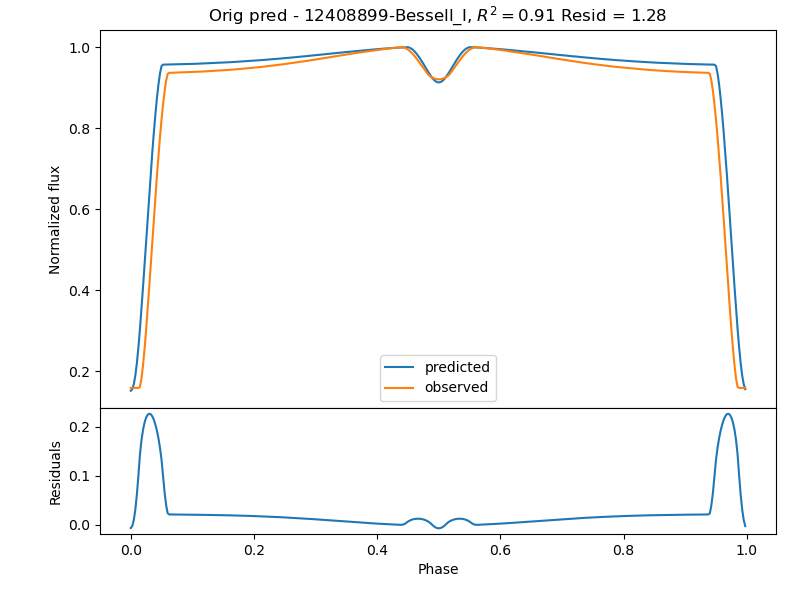 Orig pred - 12408899-Bessell_I, R² = 0.91 Resid = 1.28
1.0
0.8
0.6
0.4
0.2
Normalized flux
predicted
observed
0.2
0.1
0.0
Residuals
0.0 0.2 0.4 0.6 0.8 1.0
Phase